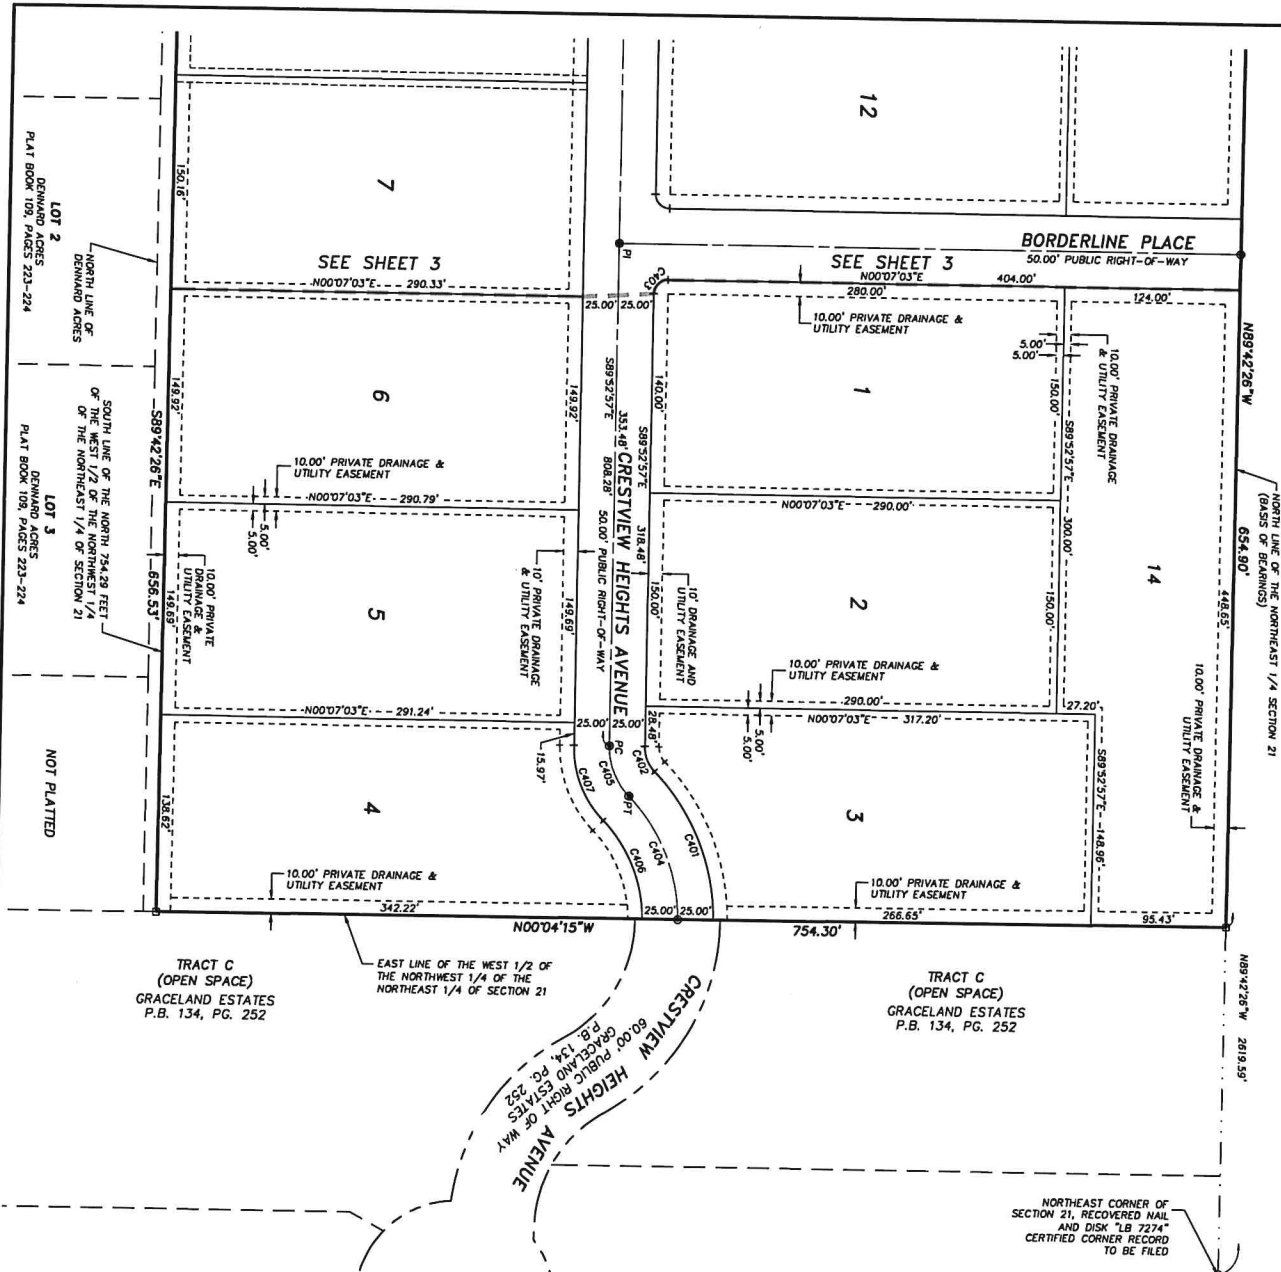 12
7
150.16'
LOT 2
DENNARD ACRES
PLAT BOOK 109, PAGES 223-224
NORTH LINE OF
DENNARD ACRES
SEE SHEET 3
N00°07'03"E 290.33'
PI
C403
25.00' 25.00'
BORDERLINE PLACE
50.00' PUBLIC RIGHT-OF-WAY
SEE SHEET 3
N00°07'03"E 404.00'
280.00'
124.00'
10.00' PRIVATE DRAINAGE &
UTILITY EASEMENT
5.00'
5.00'
10.00' PRIVATE DRAINAGE
& UTILITY EASEMENT
N89°42'26"W 654.90'
NORTH LINE OF THE NORTHEAST 1/4 SECTION 21
(BASIS OF BEARINGS)
1
140.00'
150.00'
S89°52'57"E 300.00'
6
149.92'
149.92'
S89°52'57"E 808.28'
353.48'
CRESTVIEW HEIGHTS AVENUE
50.00' PUBLIC RIGHT-OF-WAY
S89°52'57"E 318.48'
S89°42'26"E 656.53'
SOUTH LINE OF THE NORTH 754.29 FEET
OF THE WEST 1/2 OF THE NORTHWEST 1/4
OF THE NORTHEAST 1/4 OF SECTION 21
LOT 3
DENNARD ACRES
PLAT BOOK 109, PAGES 223-224
10.00' PRIVATE DRAINAGE &
UTILITY EASEMENT
N00°07'03"E 290.79'
5.00'
5.00'
N00°07'03"E 290.00'
14
448.65'
10.00' PRIVATE DRAINAGE &
UTILITY EASEMENT
2
150.00'
150.00'
10' DRAINAGE AND
UTILITY EASEMENT
5
149.69'
149.69'
10' PRIVATE DRAINAGE
& UTILITY EASEMENT
10.00' PRIVATE
DRAINAGE &
UTILITY EASEMENT
10.00' PRIVATE DRAINAGE &
UTILITY EASEMENT
290.00'
N00°07'03"E 317.20'
27.20'
5.00'
5.00'
N00°07'03"E 291.24'
25.00' 25.00'
28.48'
15.97'
PC
PT
C402
C405
C407
C401
C404
C406
S89°52'57"E 148.96'
3
4
138.62'
NOT PLATTED
10.00' PRIVATE DRAINAGE &
UTILITY EASEMENT
342.22'
25.00' 25.00'
10.00' PRIVATE DRAINAGE &
UTILITY EASEMENT
266.65'
95.43'
N00°04'15"W
754.30'
EAST LINE OF THE WEST 1/2 OF
THE NORTHWEST 1/4 OF THE
NORTHEAST 1/4 OF SECTION 21
TRACT C
(OPEN SPACE)
GRACELAND ESTATES
P.B. 134, PG. 252
TRACT C
(OPEN SPACE)
GRACELAND ESTATES
P.B. 134, PG. 252
N89°42'26"W 2619.59'
CRESTVIEW HEIGHTS AVENUE
60.00' PUBLIC RIGHT OF WAY
GRACELAND ESTATES
P.B. 134, PG. 252
NORTHEAST CORNER OF
SECTION 21, RECOVERED NAIL
AND DISK "LB 7274"
CERTIFIED CORNER RECORD
TO BE FILED